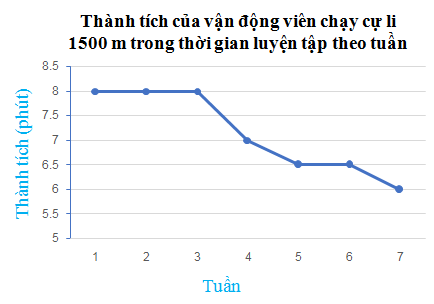 Thành tích của vận động viên chạy cự li
1500 m trong thời gian luyện tập theo tuần
Thành tích (phút)
8.5
8
7.5
7
6.5
6
5.5
5
1 2 3 4 5 6 7
Tuần